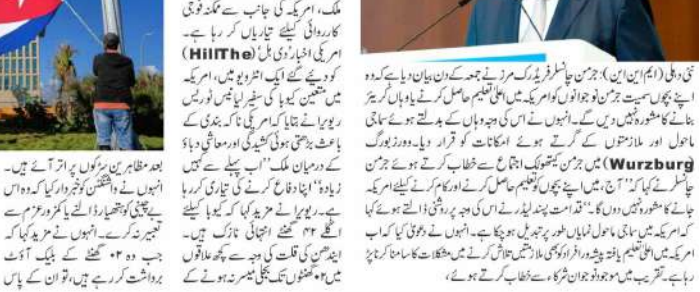 نئی دہلی (ایم این این): جرمن چانسلر فریڈرک مرز نے جمعہ کے دن بیان دیا ہے کہ وہ
اپنے بچوں سمیت جرمن نوجوانوں کو امریکہ میں اعلیٰ تعلیم حاصل کرنے یا وہاں کریئر
بنانے کا مشورہ نہیں دیں گے۔ انہوں نے اس کی وجہ وہاں کے بدلتے ہوئے سماجی
ماحول اور ملازمتوں کے گرتے ہوئے امکانات کو قرار دیا۔ وورزبورگ
(Wurzburg) میں جرمن کیتھولک اجتماع سے خطاب کرتے ہوئے جرمن
چانسلر نے کہا کہ "آج، میں اپنے بچوں کو تعلیم حاصل کرنے اور کام کرنے کیلئے امریکہ
جانے کا مشورہ نہیں دوں گا۔" قدامت پسند لیڈر نے اس کی وجہ پر روشنی ڈالتے ہوئے کہا
کہ امریکہ میں سماجی ماحول نمایاں طور پر تبدیل ہو چکا ہے۔ انہوں نے دعویٰ کیا کہ اب
امریکہ میں اعلیٰ تعلیم یافتہ پیشہ ور افراد کو بھی ملازمتیں تلاش کرنے میں مشکلات کا سامنا کرنا پڑ
رہا ہے۔ تقریب میں موجود نوجوان شرکاء سے خطاب کرتے ہوئے،
ملک، امریکہ کی جانب سے ممکنہ فوجی
کارروائی کیلئے تیاریاں کر رہا ہے۔
امریکی اخبار 'دی ہل' (HillThe)
کو دیئے گئے ایک انٹرویو میں، امریکہ
میں متعین کیوبا کی سفیر لیانیس توریس
ریویرا نے بتایا کہ امریکی ناکہ بندی کے
باعث بڑھتی ہوئی کشیدگی اور معاشی دباؤ
کے درمیان ملک "اب پہلے سے کہیں
زیادہ" اپنا دفاع کرنے کی تیاری کر رہا
ہے۔ ریویرا نے مزید کہا کہ کیوبا کیلئے
اگلے ۴۲ گھنٹے انتہائی نازک ہیں۔
ایندھن کی قلت کی وجہ سے کچھ علاقوں
میں ۲۰ گھنٹوں تک بجلی میسر نہ ہونے کے
بعد مظاہرین سڑکوں پر اتر آئے ہیں۔
انہوں نے واشنگٹن کو خبردار کیا کہ وہ اس
بے چینی کو ہتھیار ڈالنے یا کمزور عزم سے
تعبیر نہ کرے۔ انہوں نے مزید کہا کہ
جب وہ ۲۰ گھنٹے کے بلیک آؤٹ
برداشت کر رہے ہیں، تو ان کے پاس